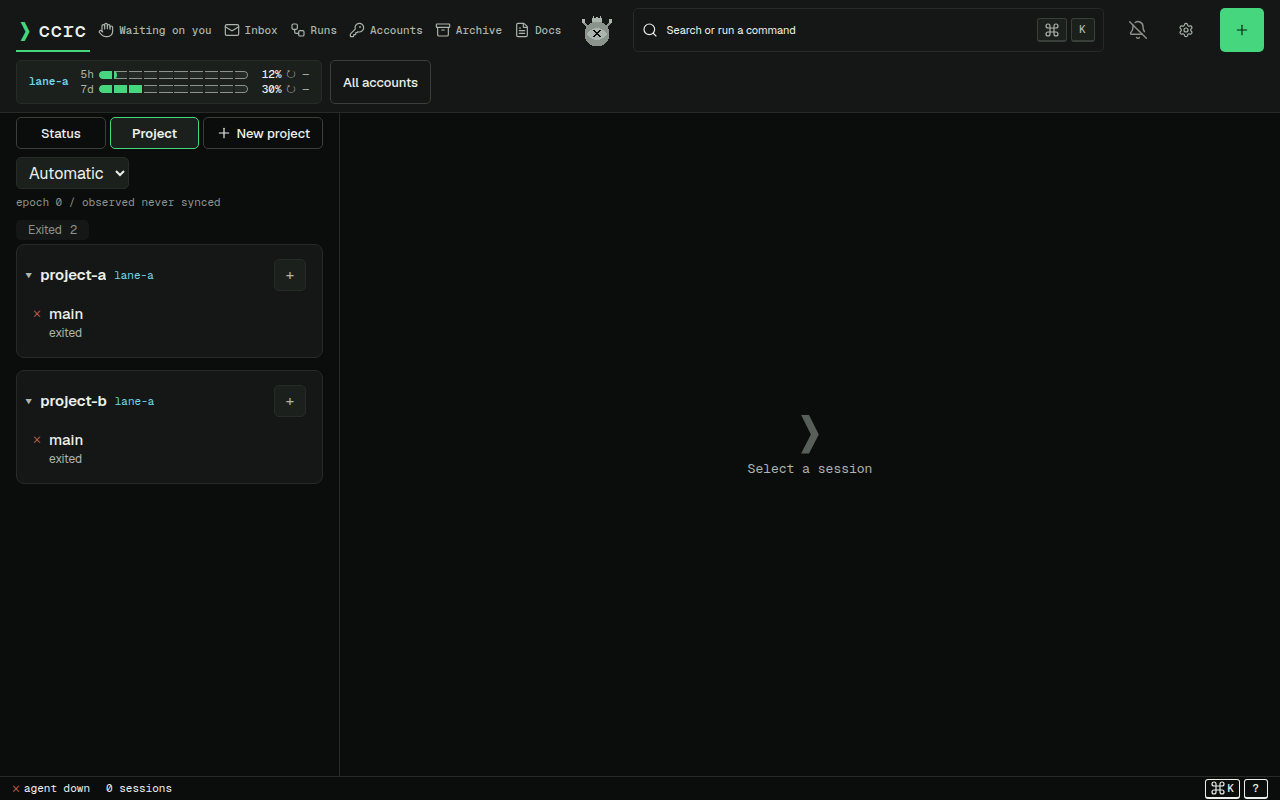 ❯ ccrc Waiting on you Inbox Runs Accounts Archive Docs Search or run a command ⌘ K +
lane-a 5h 12% ↻ –
7d 30% ↻ –
All accounts
Status Project + New project
Automatic
epoch 0 / observed never synced
Exited 2
▾ project-a lane-a +
× main
exited
▾ project-b lane-a +
× main
exited
❯
Select a session
× agent down 0 sessions ⌘K ?